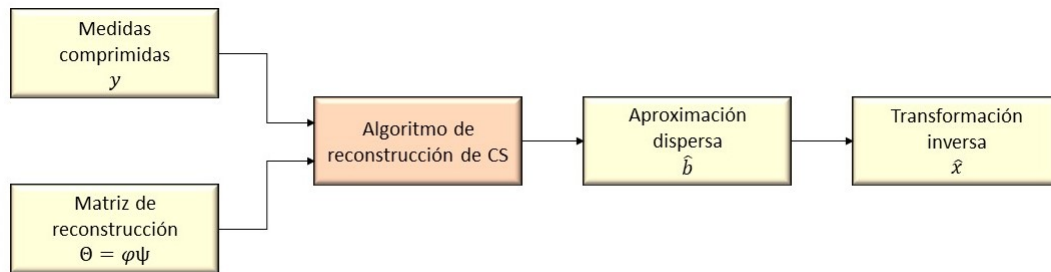 Medidas
comprimidas
y
Matriz de
reconstrucción
Θ = φψ
Algoritmo de
reconstrucción de CS
Aproximación
dispersa
b̂
Transformación
inversa
x̂